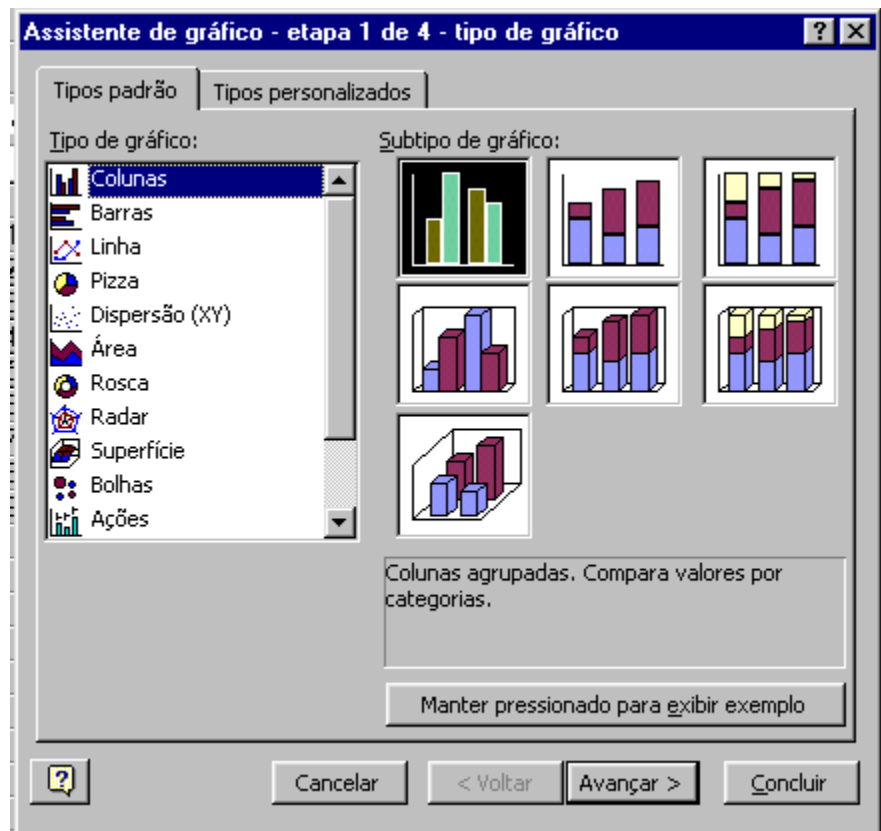 Assistente de gráfico - etapa 1 de 4 - tipo de gráfico
Tipos padrão
Tipos personalizados
Tipo de gráfico:
Colunas
Barras
Linha
Pizza
Dispersão (XY)
Área
Rosca
Radar
Superfície
Bolhas
Ações
Subtipo de gráfico:
Colunas agrupadas. Compara valores por
categorias.
Manter pressionado para exibir exemplo
Cancelar
< Voltar
Avançar >
Concluir